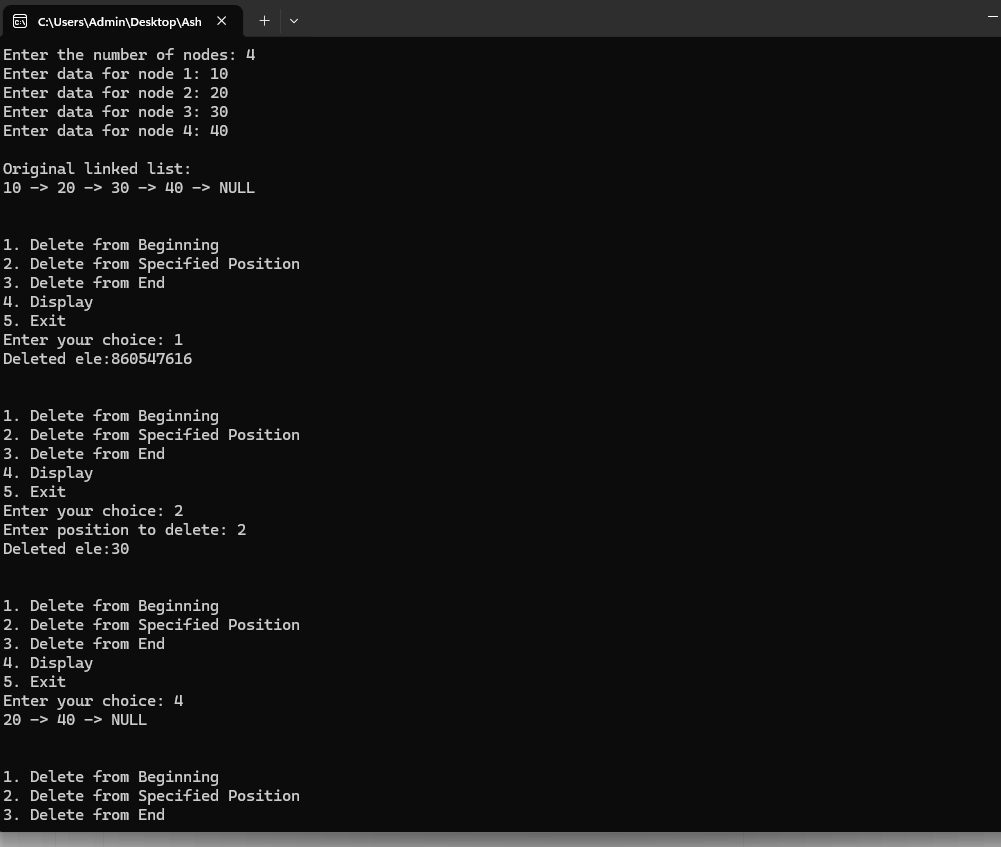 C:\Users\Admin\Desktop\Ash
Enter the number of nodes: 4
Enter data for node 1: 10
Enter data for node 2: 20
Enter data for node 3: 30
Enter data for node 4: 40
Original linked list:
10 -> 20 -> 30 -> 40 -> NULL
1. Delete from Beginning
2. Delete from Specified Position
3. Delete from End
4. Display
5. Exit
Enter your choice: 1
Deleted ele:860547616
1. Delete from Beginning
2. Delete from Specified Position
3. Delete from End
4. Display
5. Exit
Enter your choice: 2
Enter position to delete: 2
Deleted ele:30
1. Delete from Beginning
2. Delete from Specified Position
3. Delete from End
4. Display
5. Exit
Enter your choice: 4
20 -> 40 -> NULL
1. Delete from Beginning
2. Delete from Specified Position
3. Delete from End